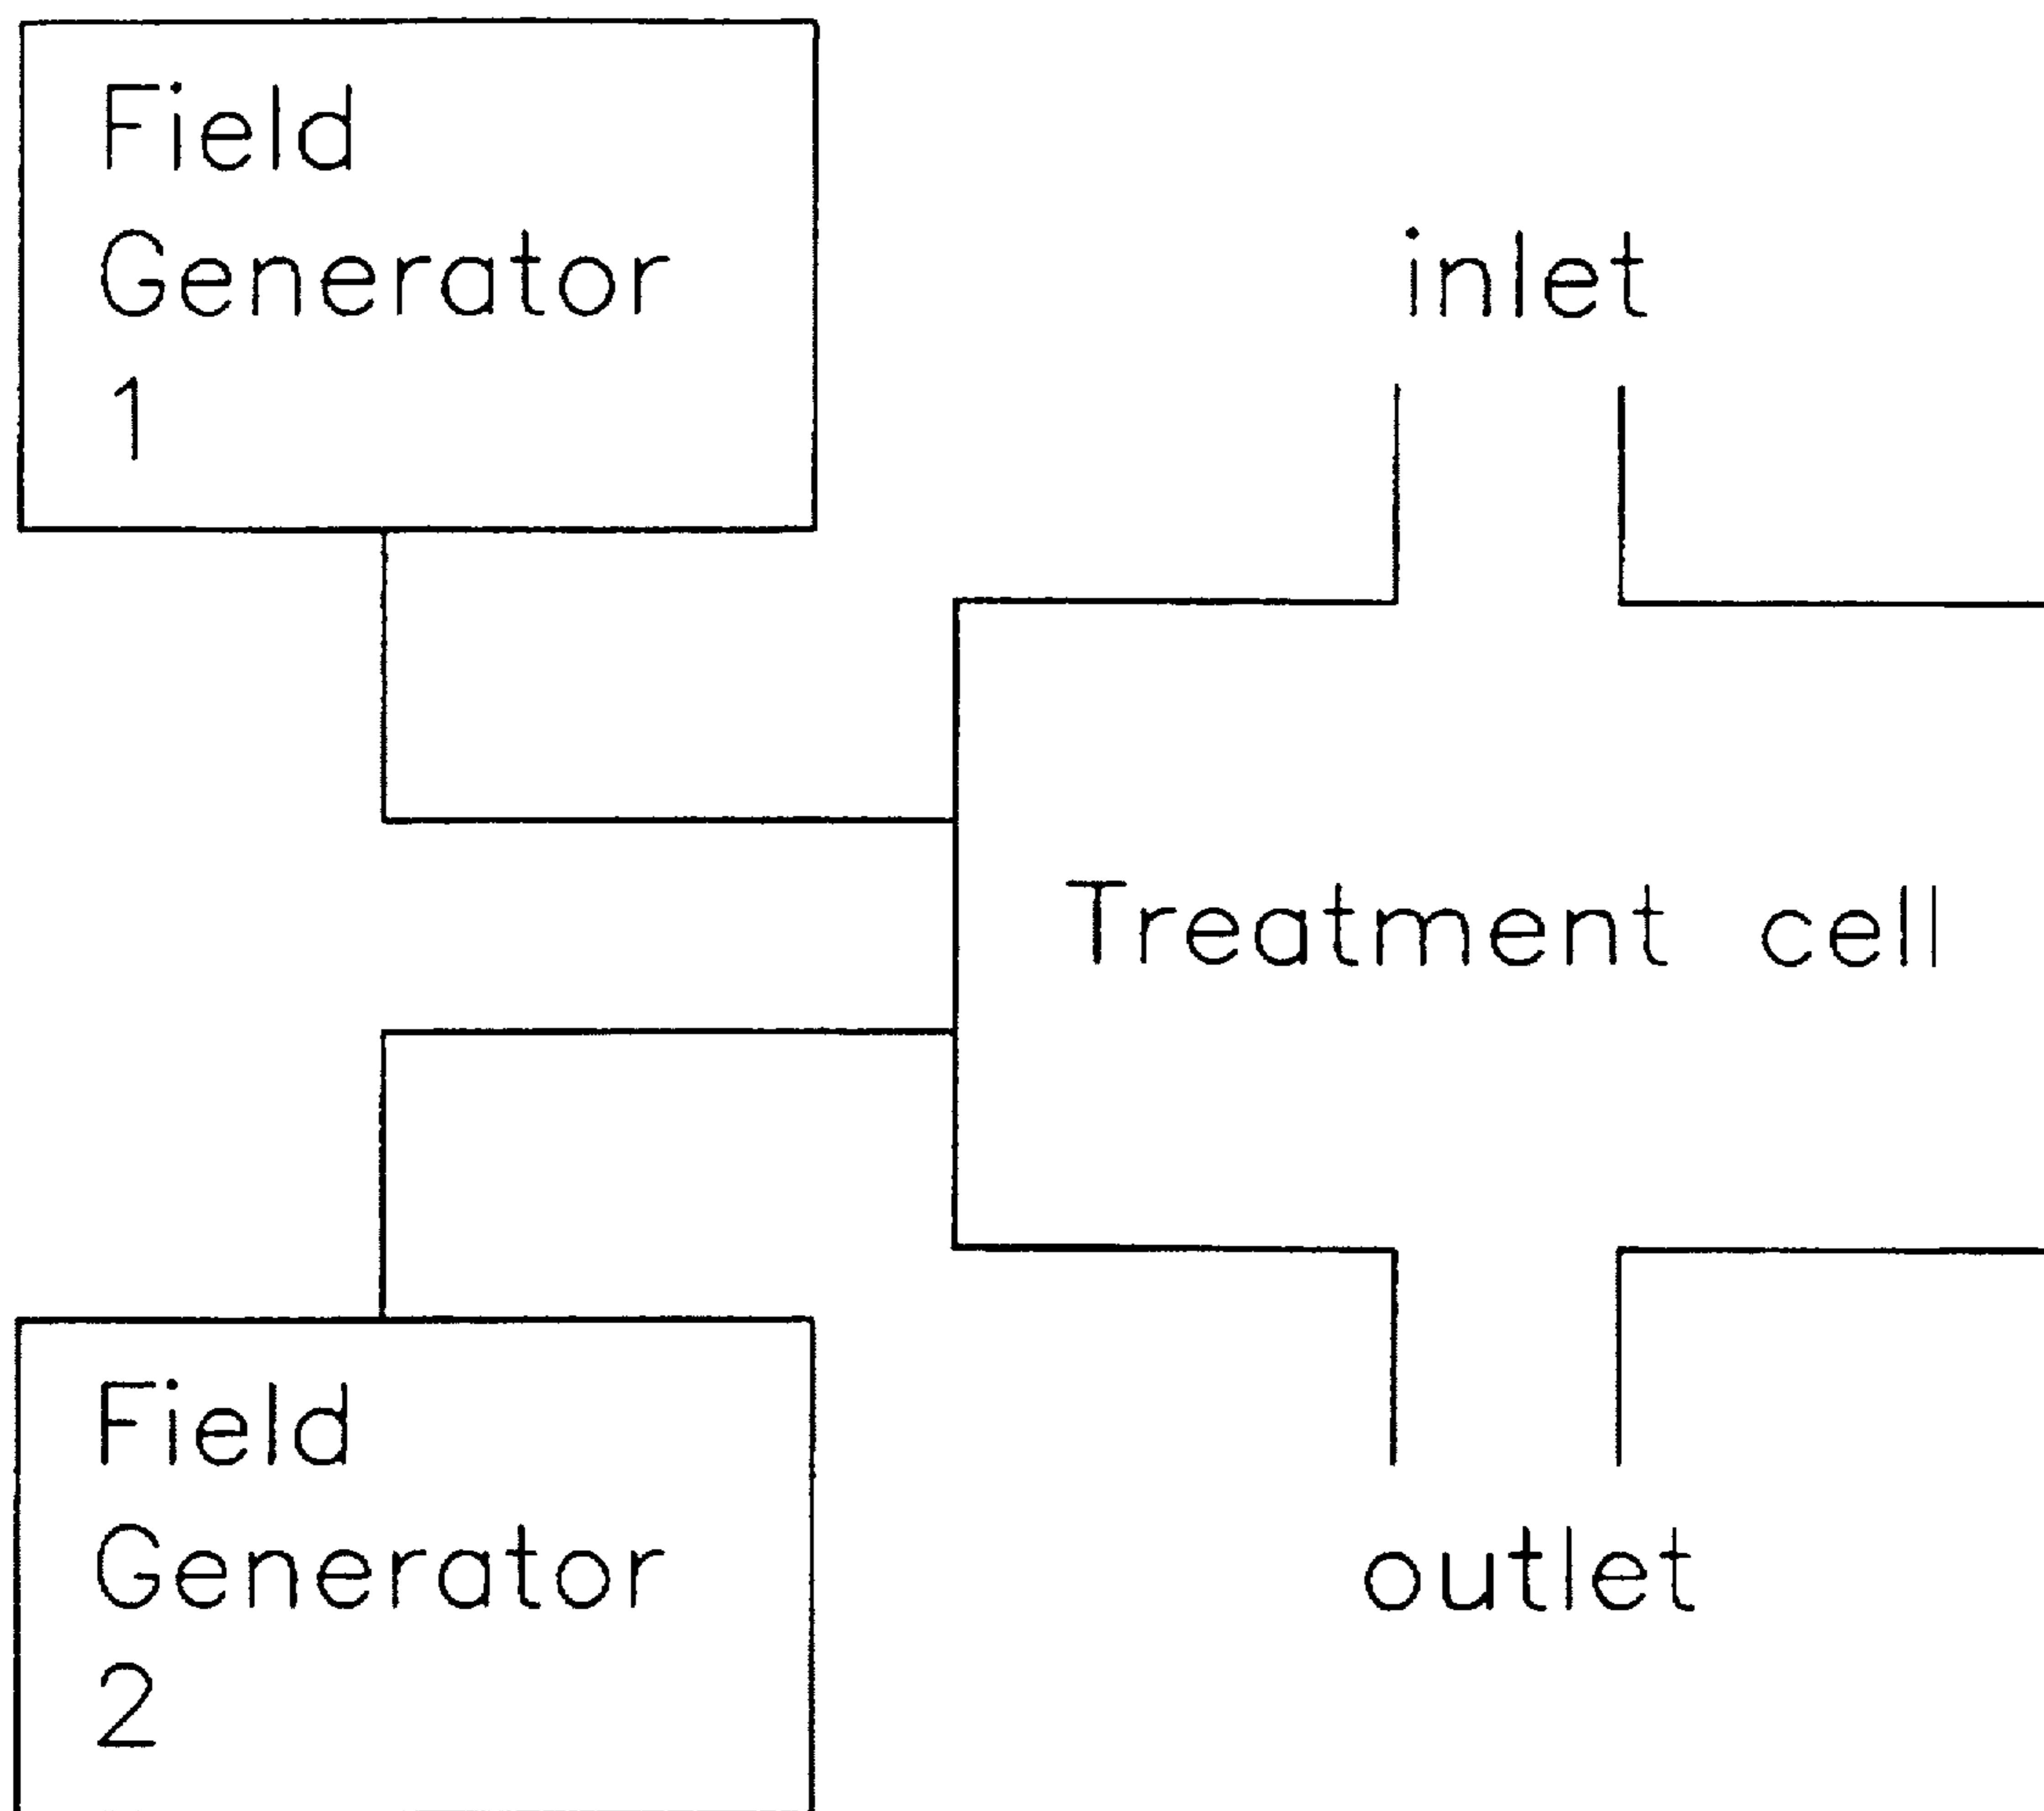 Field
Generator
1
inlet
Treatment cell
Field
Generator
2
outlet